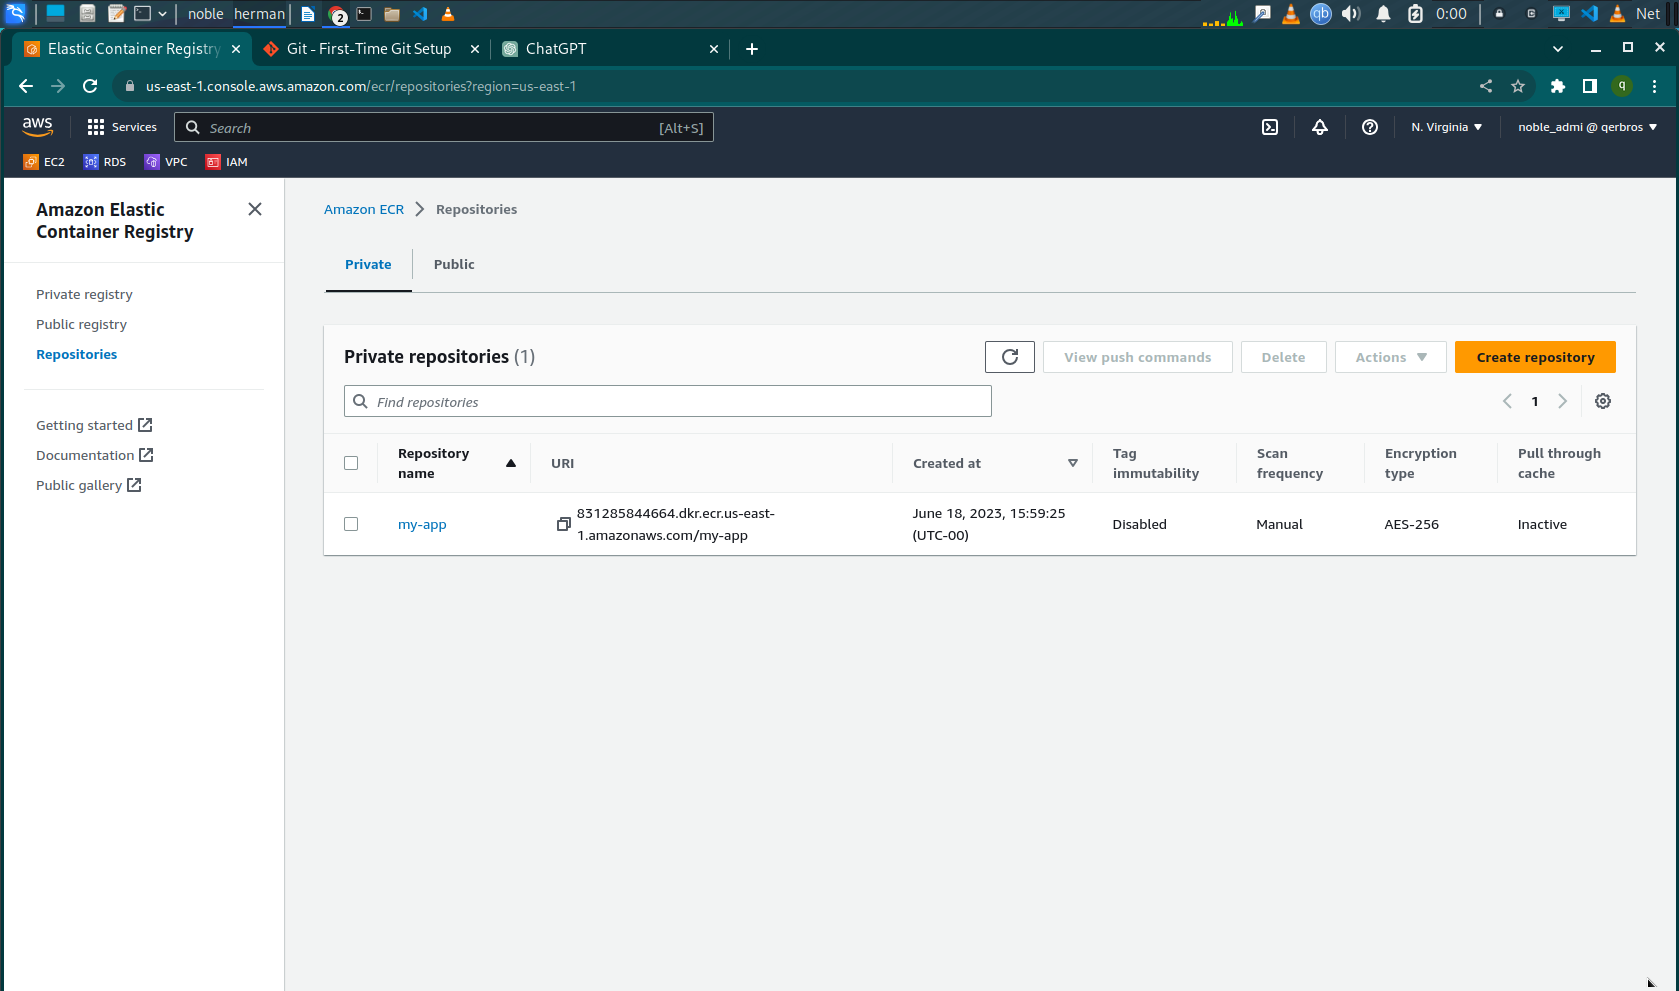 noble herman 2 qb 0:00 Net
Elastic Container Registry Git - First-Time Git Setup ChatGPT
us-east-1.console.aws.amazon.com/ecr/repositories?region=us-east-1 q
aws Services Search [Alt+S] N. Virginia noble_admi @ qerbros
EC2 RDS VPC IAM
Amazon Elastic
Container Registry
Private registry
Public registry
Repositories
Getting started
Documentation
Public gallery
Amazon ECR Repositories
Private Public
Private repositories (1) View push commands Delete Actions Create repository
Find repositories 1
Repository name URI Created at Tag immutability Scan frequency Encryption type Pull through cache
my-app
831285844664.dkr.ecr.us-east-
1.amazonaws.com/my-app
June 18, 2023, 15:59:25
(UTC-00)
Disabled Manual AES-256 Inactive